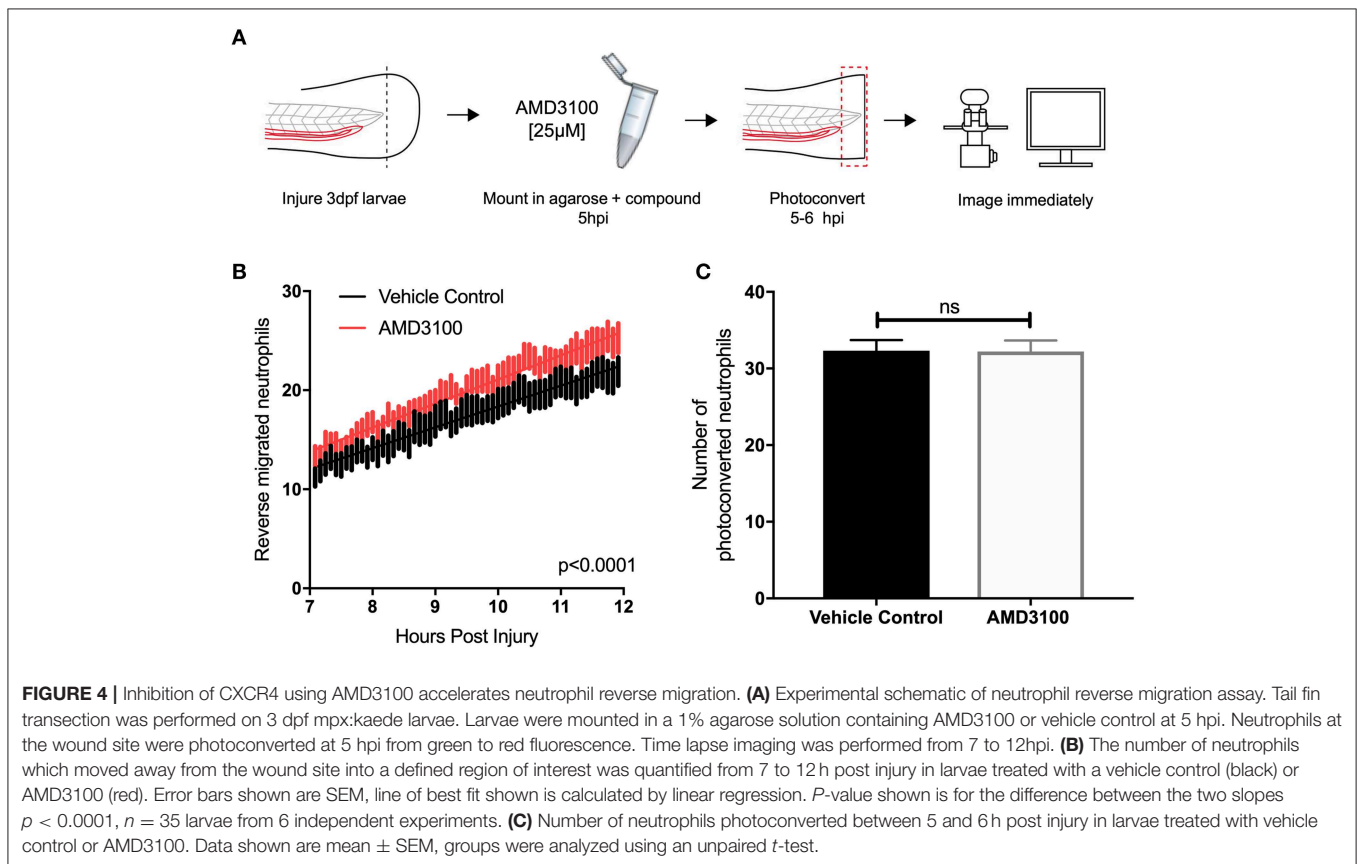 A
AMD3100
[25µM]
Injure 3dpf larvae
Mount in agarose + compound
5hpi
Photoconvert
5-6 hpi
Image immediately
B
Vehicle Control
AMD3100
Reverse migrated neutrophils
30
20
10
0
7 8 9 10 11 12
p<0.0001
Hours Post Injury
C
Number of
photoconverted neutrophils
40
30
20
10
0
ns
Vehicle Control AMD3100
FIGURE 4 | Inhibition of CXCR4 using AMD3100 accelerates neutrophil reverse migration. (A) Experimental schematic of neutrophil reverse migration assay. Tail fin
transection was performed on 3 dpf mpx:kaede larvae. Larvae were mounted in a 1% agarose solution containing AMD3100 or vehicle control at 5 hpi. Neutrophils at
the wound site were photoconverted at 5 hpi from green to red fluorescence. Time lapse imaging was performed from 7 to 12hpi. (B) The number of neutrophils
which moved away from the wound site into a defined region of interest was quantified from 7 to 12 h post injury in larvae treated with a vehicle control (black) or
AMD3100 (red). Error bars shown are SEM, line of best fit shown is calculated by linear regression. P-value shown is for the difference between the two slopes
p < 0.0001, n = 35 larvae from 6 independent experiments. (C) Number of neutrophils photoconverted between 5 and 6 h post injury in larvae treated with vehicle
control or AMD3100. Data shown are mean ± SEM, groups were analyzed using an unpaired t-test.